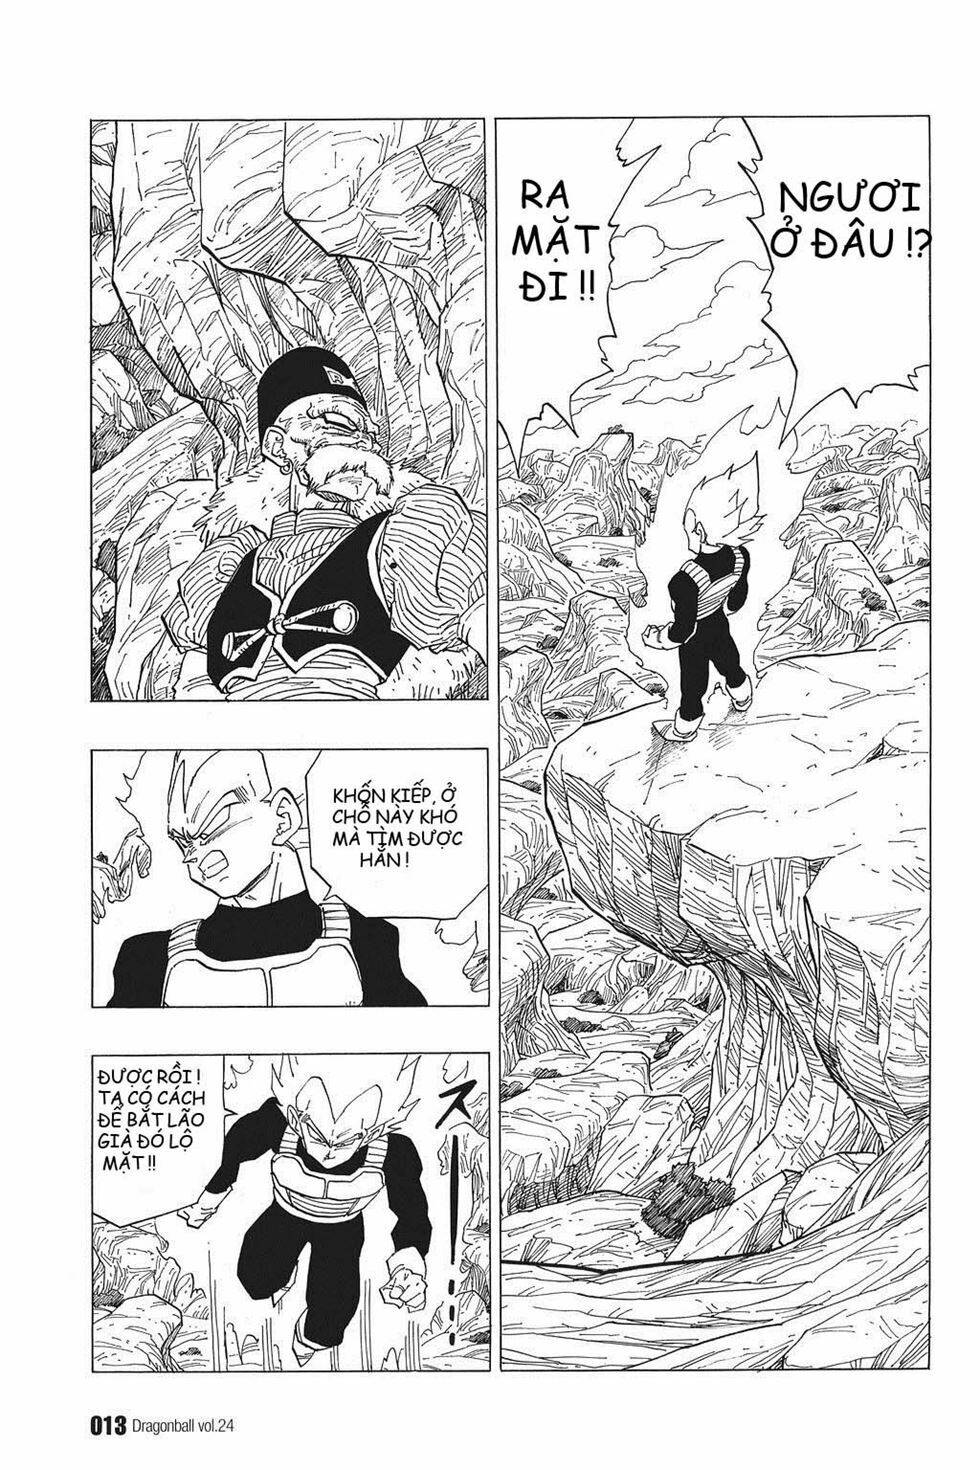 NGƯƠI
Ở ĐÂU !?
RA
MẶT
ĐI !!
KHỐN KIẾP, Ở
CHỖ NÀY KHÓ
MÀ TÌM ĐƯỢC
HẮN !
ĐƯỢC RỒI !
TA CÓ CÁCH
ĐỂ BẮT LÃO
GIÀ ĐÓ LỘ
MẶT !!
ズ
013 Dragonball vol.24